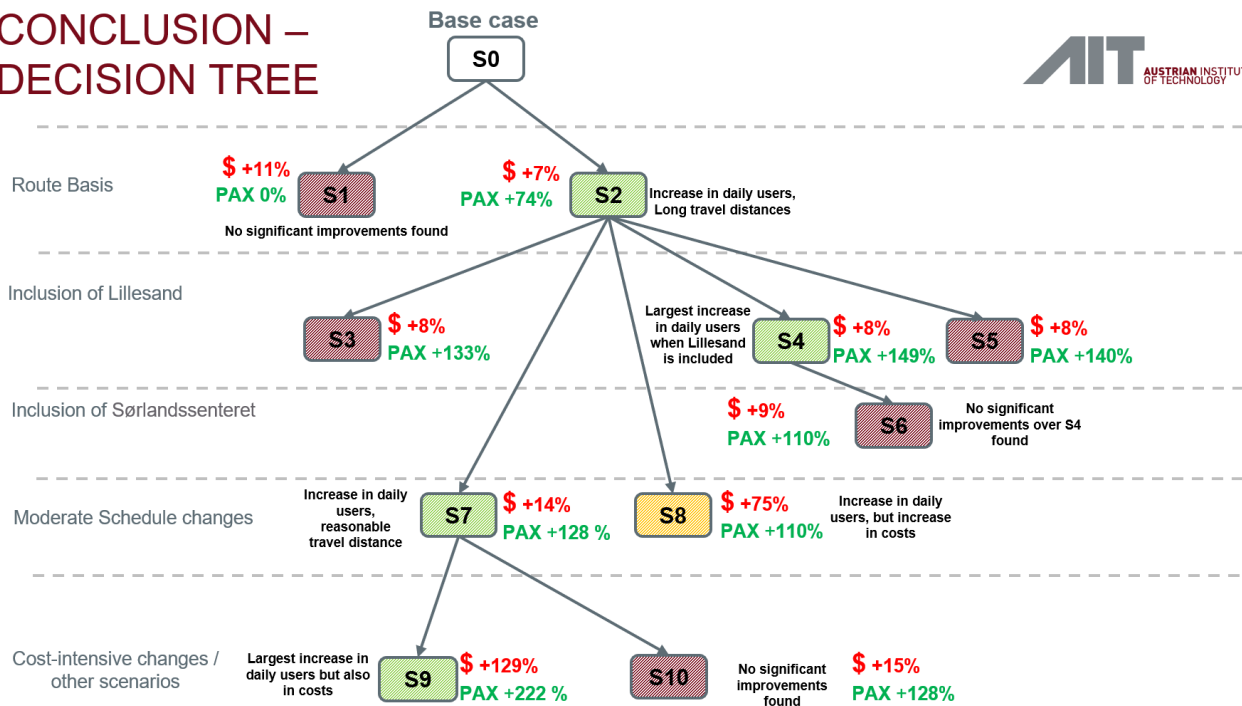 CONCLUSION –
DECISION TREE
Base case
S0
AIT
AUSTRIAN INSTITUT
OF TECHNOLOGY
Route Basis
$ +11%
PAX 0%
S1
No significant improvements found
$ +7%
PAX +74%
S2
Increase in daily users,
Long travel distances
Inclusion of Lillesand
S3
$ +8%
PAX +133%
Largest increase
in daily users
when Lillesand
is included
S4
$ +8%
PAX +149%
S5
$ +8%
PAX +140%
Inclusion of Sørlandssenteret
$ +9%
PAX +110%
S6
No significant
improvements over S4
found
Moderate Schedule changes
Increase in daily
users,
reasonable
travel distance
S7
$ +14%
PAX +128 %
S8
$ +75%
PAX +110%
Increase in daily
users, but increase
in costs
Cost-intensive changes /
other scenarios
Largest increase in
daily users but also
in costs
S9
$ +129%
PAX +222 %
S10
No significant
improvements
found
$ +15%
PAX +128%